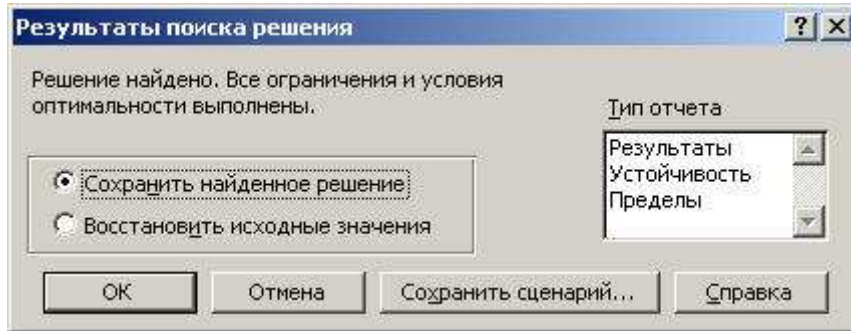 Результаты поиска решения
Решение найдено. Все ограничения и условия
оптимальности выполнены.
Тип отчета
Результаты
Устойчивость
Пределы
Сохранить найденное решение
Восстановить исходные значения
ОК
Отмена
Сохранить сценарий...
Справка